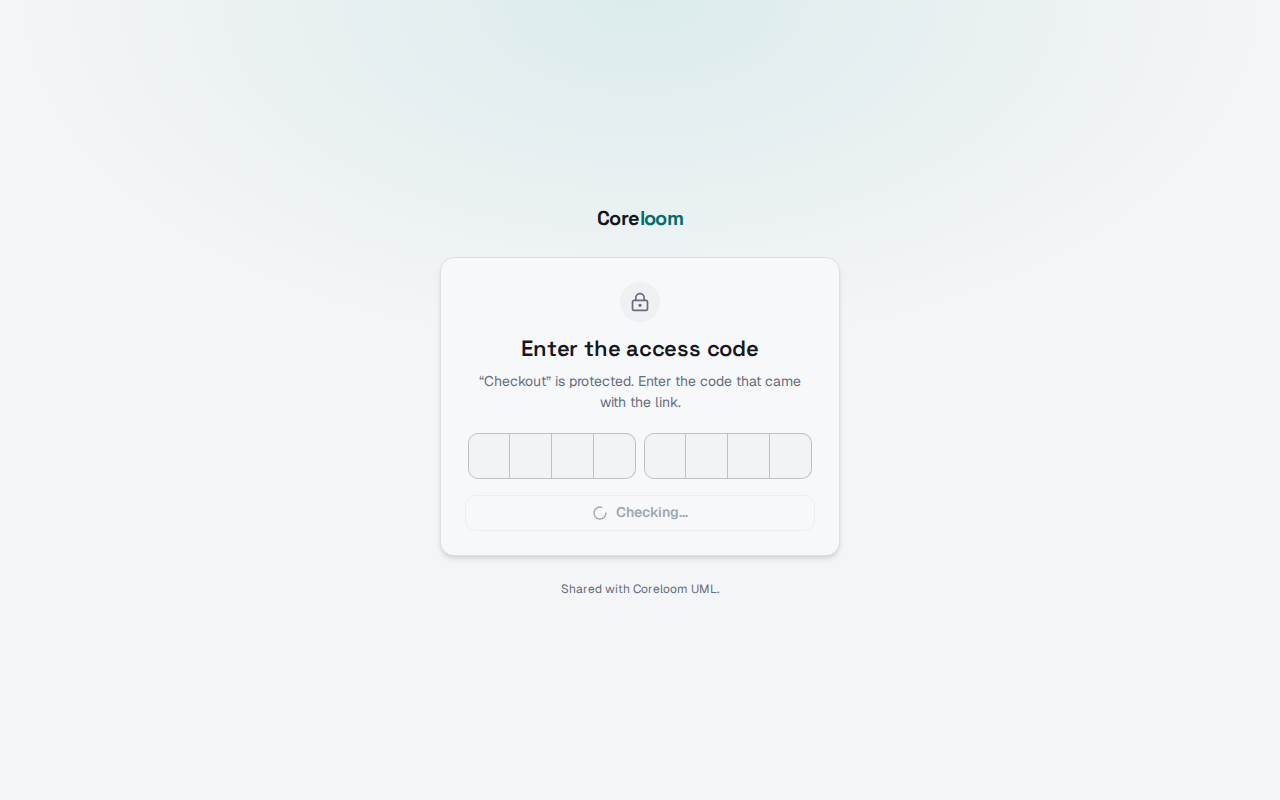 Coreloom
Enter the access code
“Checkout” is protected. Enter the code that came
with the link.
Checking…
Shared with Coreloom UML.